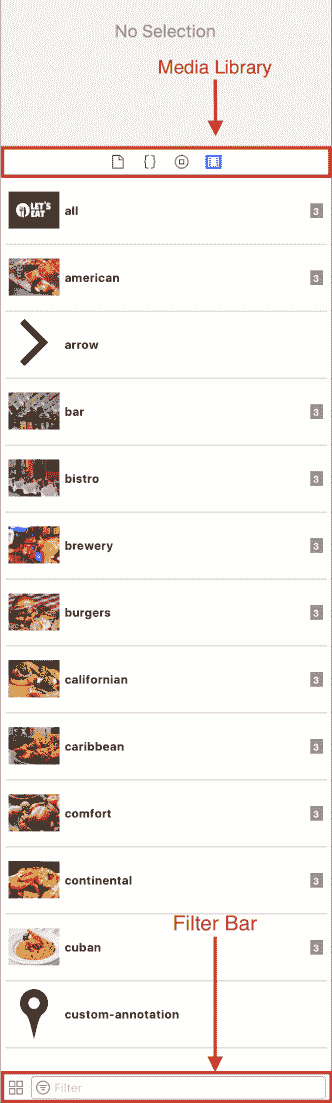 No Selection
Media Library
LET'S
EAT
all 3
american 3
arrow
bar 3
bistro 3
brewery 3
burgers 3
californian 3
caribbean 3
comfort 3
continental 3
Filter Bar
cuban 3
custom-annotation
Filter